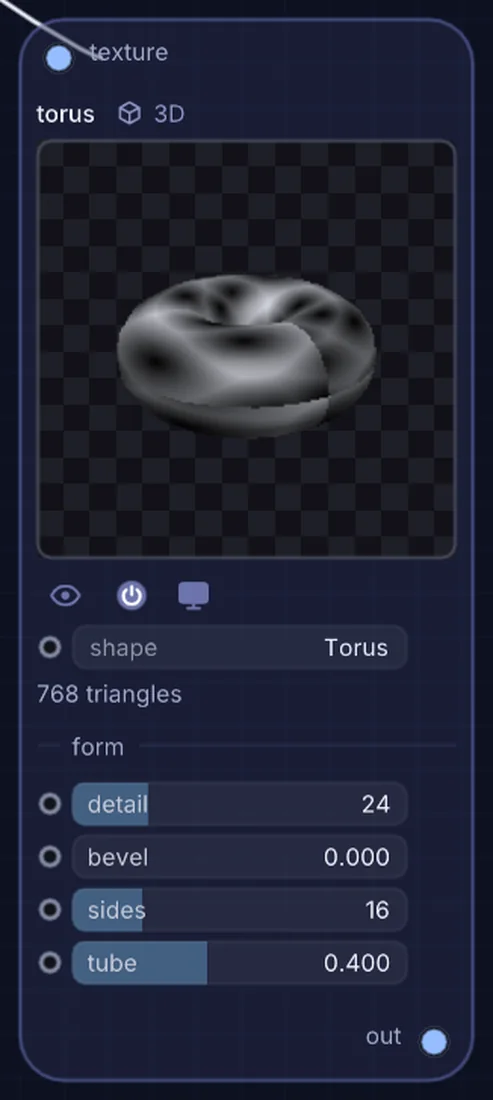 texture
torus 3D
shape Torus
768 triangles
form
detail 24
bevel 0.000
sides 16
tube 0.400
out